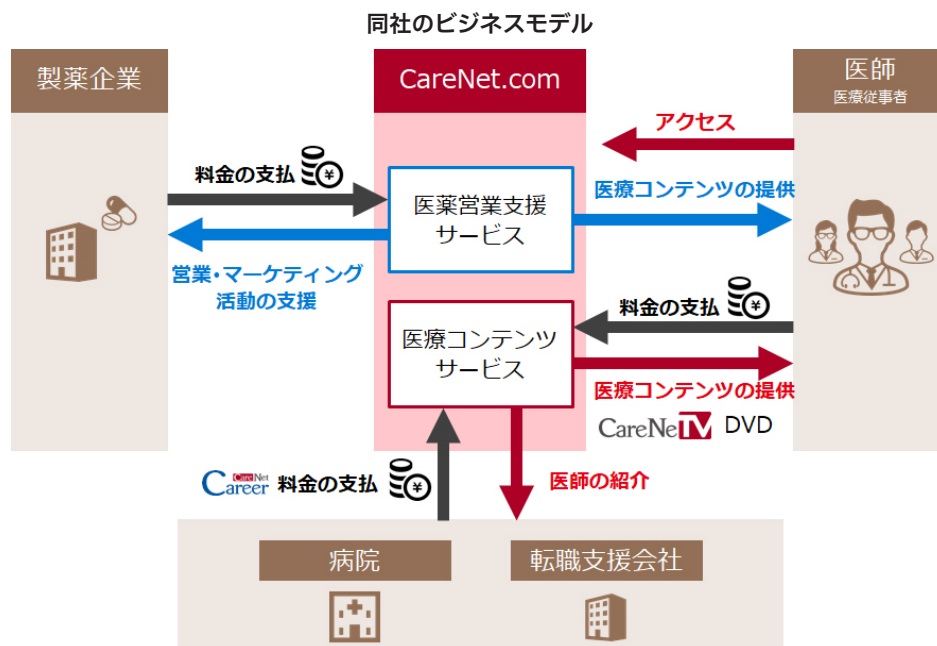 同社のビジネスモデル
製薬企業
CareNet.com
医師
医療従事者
アクセス
料金の支払
¥
医薬営業支援
サービス
医療コンテンツの提供
営業・マーケティング
活動の支援
料金の支払
¥
医療コンテンツ
サービス
医療コンテンツの提供
CareNeTV DVD
CareNet
Career 料金の支払
¥
医師の紹介
病院
転職支援会社